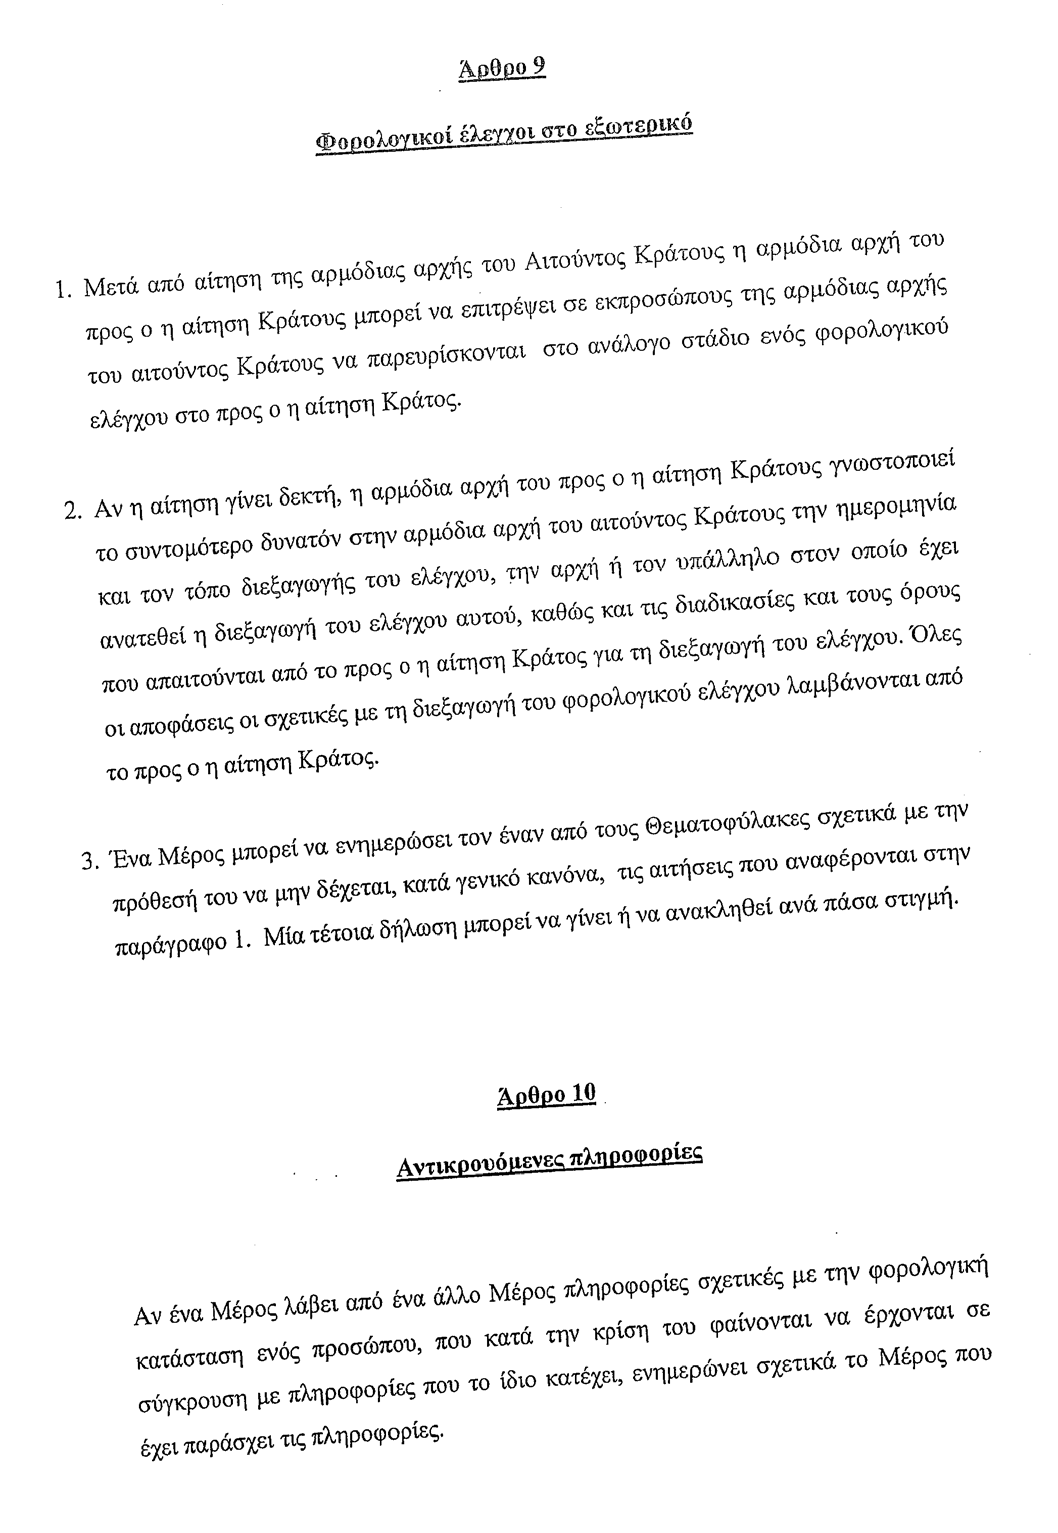 Άρθρο 9
Φορολογικοί έλεγχοι στο εξωτερικό
1. Μετά από αίτηση της αρμόδιας αρχής του Αιτούντος Κράτους η αρμόδια αρχή του
προς ο η αίτηση Κράτους μπορεί να επιτρέψει σε εκπροσώπους της αρμόδιας αρχής
του αιτούντος Κράτους να παρευρίσκονται στο ανάλογο στάδιο ενός φορολογικού
ελέγχου στο προς ο η αίτηση Κράτος.
2. Αν η αίτηση γίνει δεκτή, η αρμόδια αρχή του προς ο η αίτηση Κράτους γνωστοποιεί
το συντομότερο δυνατόν στην αρμόδια αρχή του αιτούντος Κράτους την ημερομηνία
και τον τόπο διεξαγωγής του ελέγχου, την αρχή ή τον υπάλληλο στον οποίο έχει
ανατεθεί η διεξαγωγή του ελέγχου αυτού, καθώς και τις διαδικασίες και τους όρους
που απαιτούνται από το προς ο η αίτηση Κράτος για τη διεξαγωγή του ελέγχου. Όλες
οι αποφάσεις οι σχετικές με τη διεξαγωγή του φορολογικού ελέγχου λαμβάνονται από
το προς ο η αίτηση Κράτος.
3. Ένα Μέρος μπορεί να ενημερώσει τον έναν από τους Θεματοφύλακες σχετικά με την
πρόθεσή του να μην δέχεται, κατά γενικό κανόνα, τις αιτήσεις που αναφέρονται στην
παράγραφο 1. Μία τέτοια δήλωση μπορεί να γίνει ή να ανακληθεί ανά πάσα στιγμή.
Άρθρο 10
Αντικρουόμενες πληροφορίες
Αν ένα Μέρος λάβει από ένα άλλο Μέρος πληροφορίες σχετικές με την φορολογική
κατάσταση ενός προσώπου, που κατά την κρίση του φαίνονται να έρχονται σε
σύγκρουση με πληροφορίες που το ίδιο κατέχει, ενημερώνει σχετικά το Μέρος που
έχει παράσχει τις πληροφορίες.